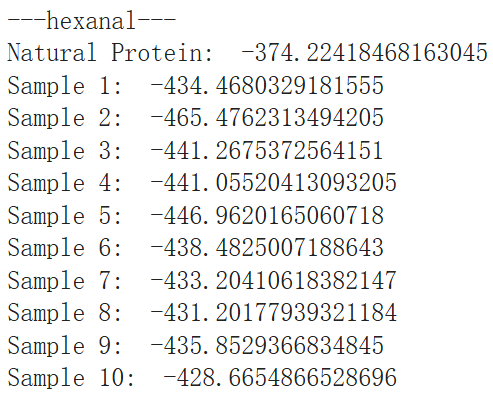 ---hexanal---
Natural Protein:  -374.22418468163045
Sample 1:  -434.4680329181555
Sample 2:  -465.4762313494205
Sample 3:  -441.2675372564151
Sample 4:  -441.05520413093205
Sample 5:  -446.9620165060718
Sample 6:  -438.4825007188643
Sample 7:  -433.20410618382147
Sample 8:  -431.20177939321184
Sample 9:  -435.8529366834845
Sample 10:  -428.6654866528696